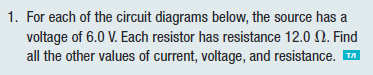 1. For each of the circuit diagrams below, the source has a
voltage of 6.0 V. Each resistor has resistance 12.0 Ω. Find
all the other values of current, voltage, and resistance. T/I